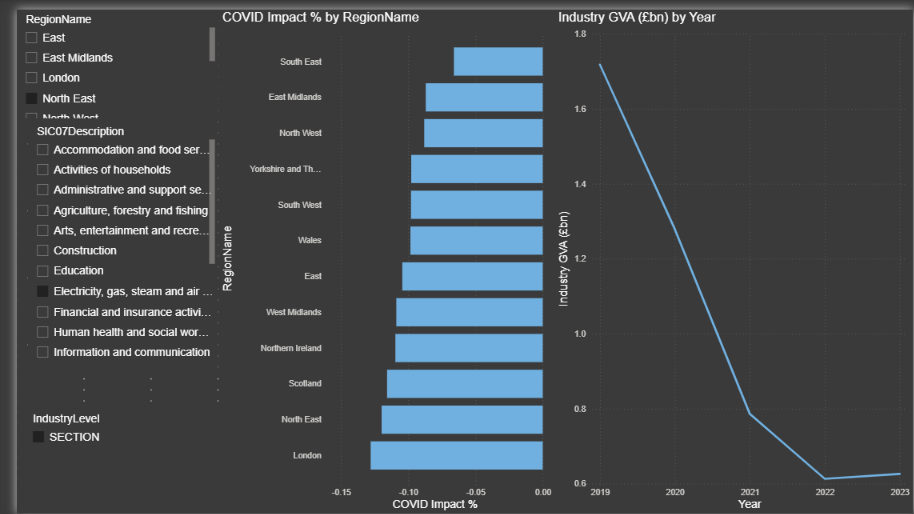 RegionName
East
East Midlands
London
North East
North West
SIC07Description
Accommodation and food ser...
Activities of households
Administrative and support se...
Agriculture, forestry and fishing
Arts, entertainment and recre...
Construction
Education
Electricity, gas, steam and air ...
Financial and insurance activi...
Human health and social wor...
Information and communication
IndustryLevel
SECTION
COVID Impact % by RegionName
RegionName
South East
East Midlands
North West
Yorkshire and Th...
South West
Wales
East
West Midlands
Northern Ireland
Scotland
North East
London
-0.15 -0.10 -0.05 0.00
COVID Impact %
Industry GVA (£bn) by Year
Industry GVA (£bn)
1.8
1.6
1.4
1.2
1.0
0.8
0.6
2019 2020 2021 2022 2023
Year